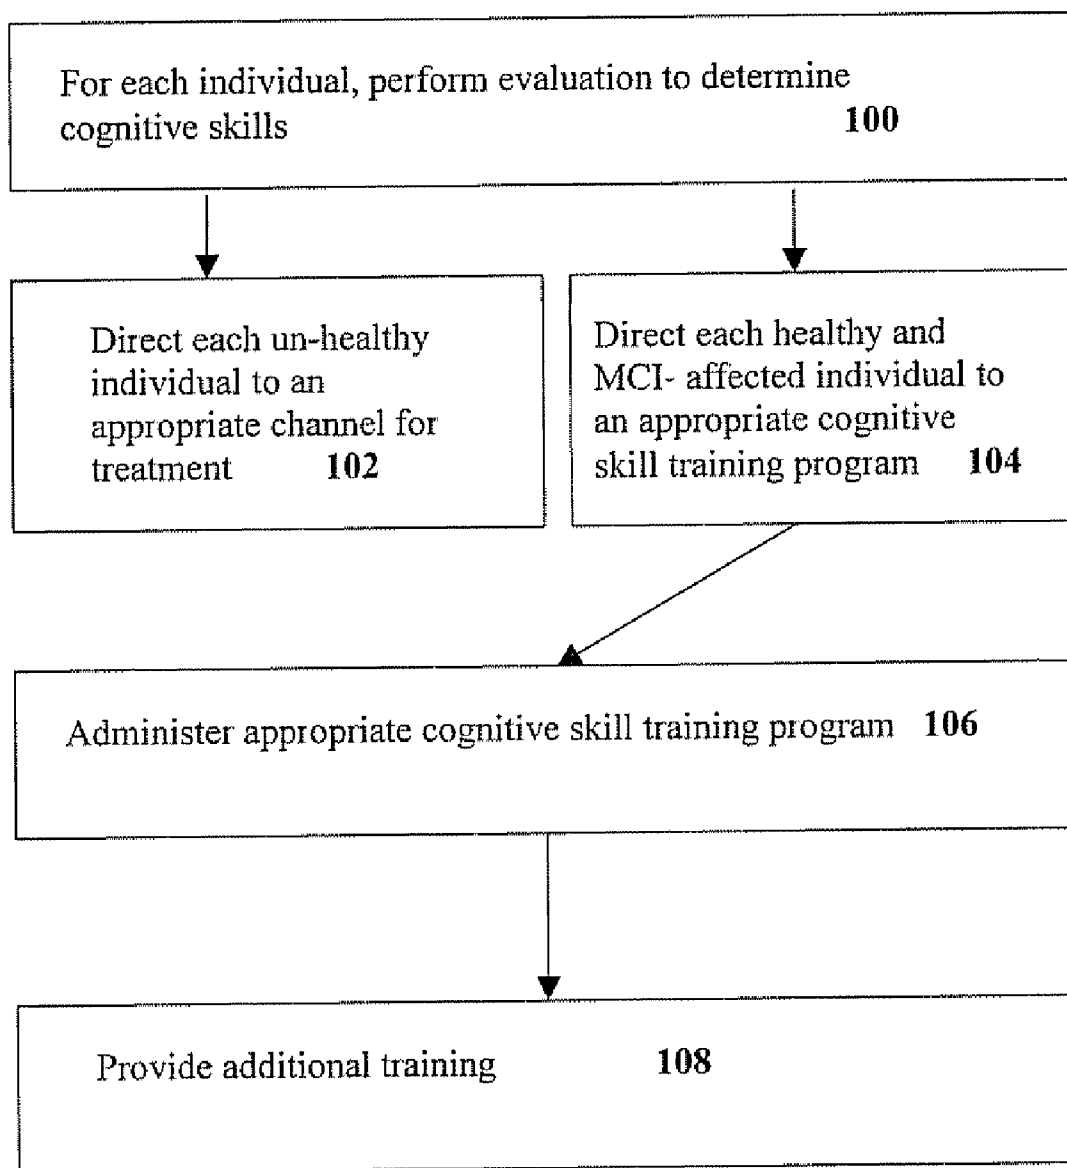 For each individual, perform evaluation to determine
cognitive skills 100
Direct each un-healthy
individual to an
appropriate channel for
treatment 102
Direct each healthy and
MCI- affected individual to
an appropriate cognitive
skill training program 104
Administer appropriate cognitive skill training program 106
Provide additional training 108